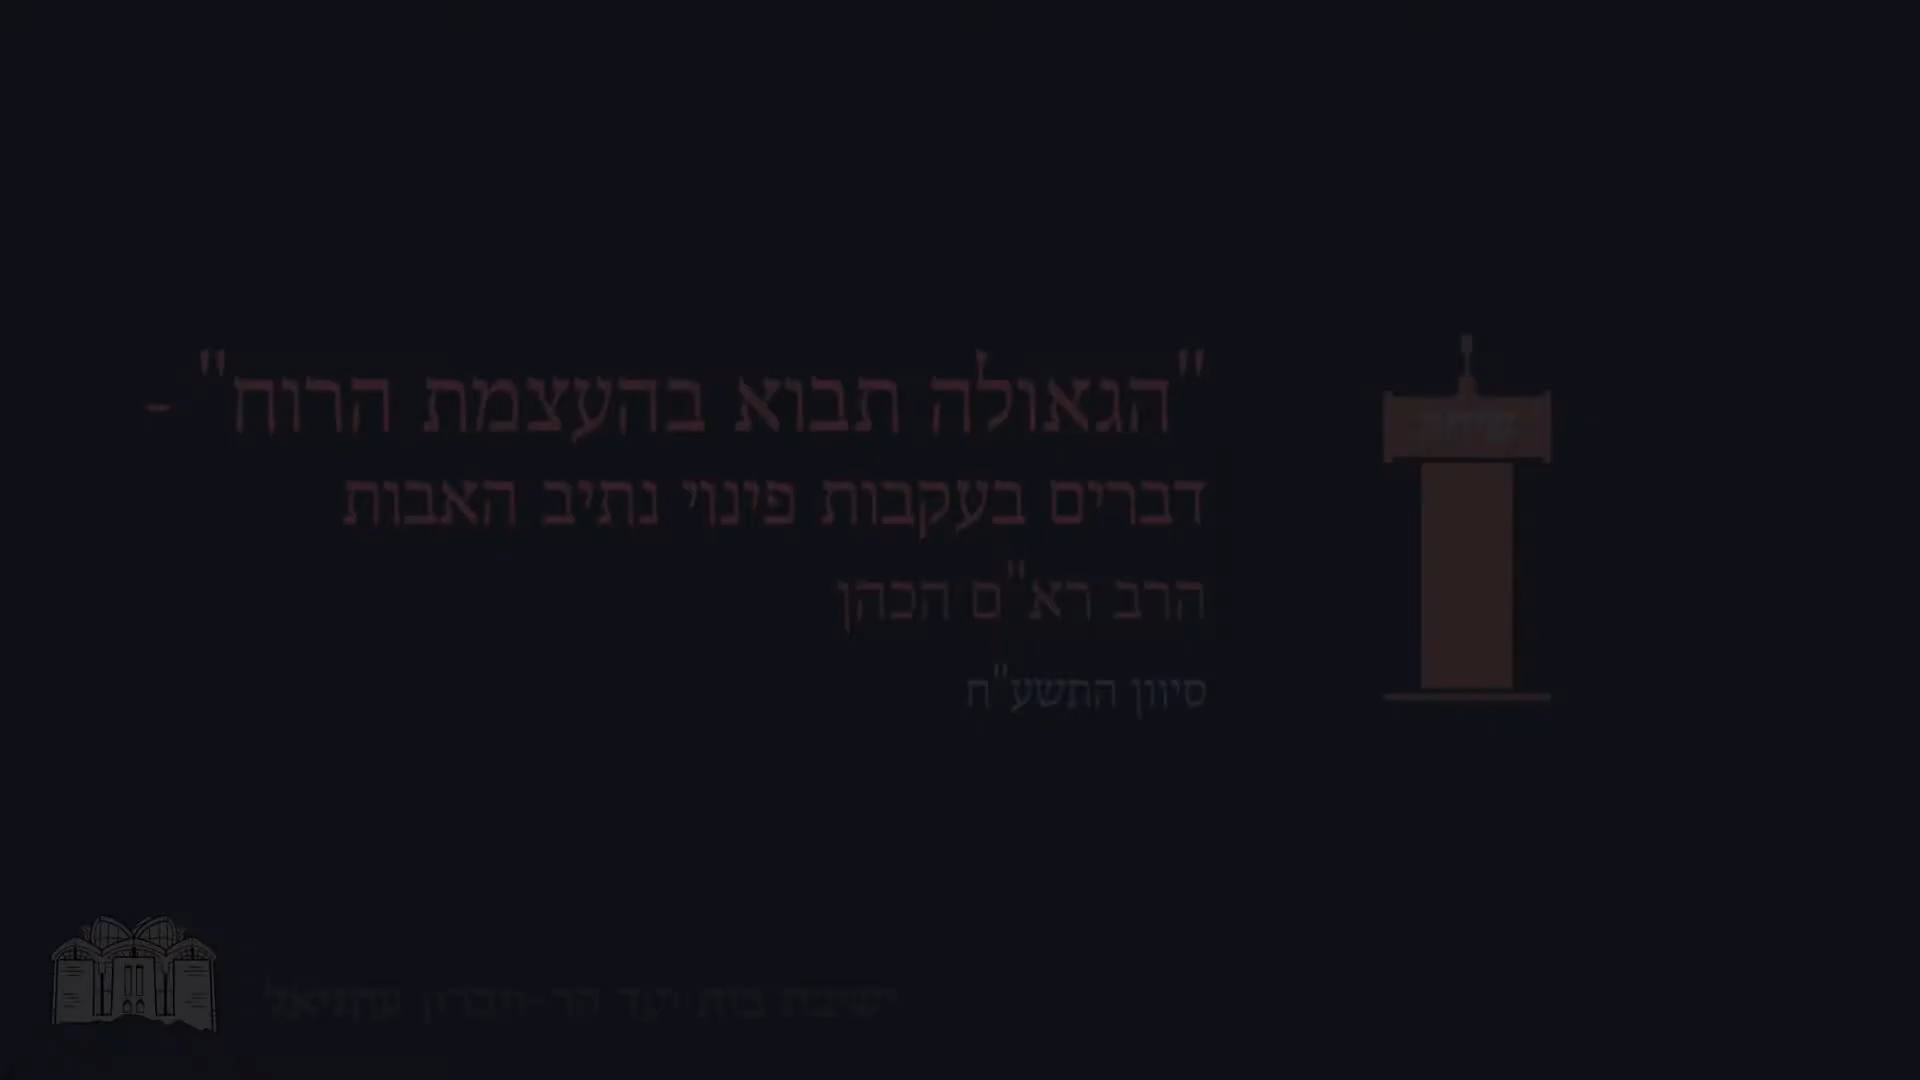 "הגאולה תבוא בהעצמת הרוח" -
דברים בעקבות פינוי נתיב האבות
הרב רא"ם הכהן
סיוון התשע"ח
ישיבת בית ועד הר-חברון עתניאל